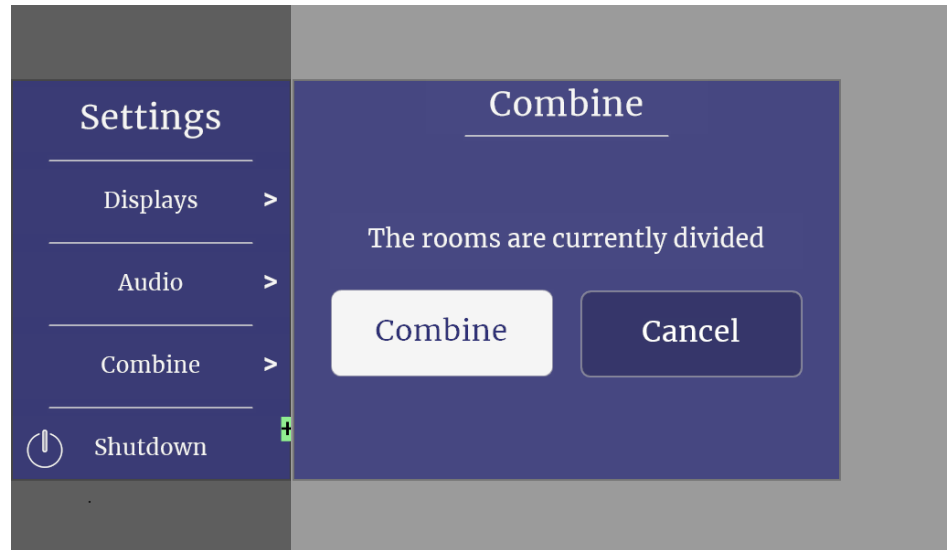 Settings
Displays >
Audio >
Combine >
Shutdown
+
Combine
The rooms are currently divided
Combine
Cancel